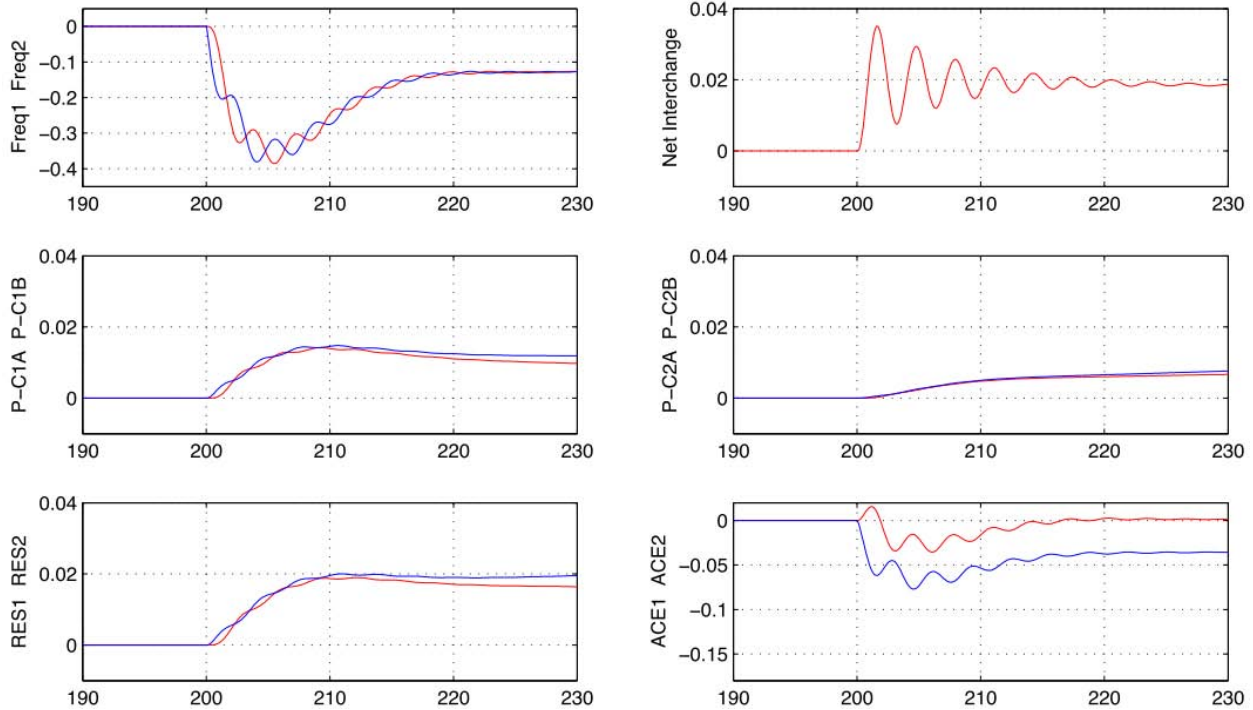 Freq1 Freq2
0
−0.1
−0.2
−0.3
−0.4
190 200 210 220 230
Net Interchange
0.04
0.02
0
190 200 210 220 230
P−C1A P−C1B
0.04
0.02
0
190 200 210 220 230
P−C2A P−C2B
0.04
0.02
0
190 200 210 220 230
RES1 RES2
0.04
0.02
0
190 200 210 220 230
ACE1 ACE2
0
−0.05
−0.1
−0.15
190 200 210 220 230